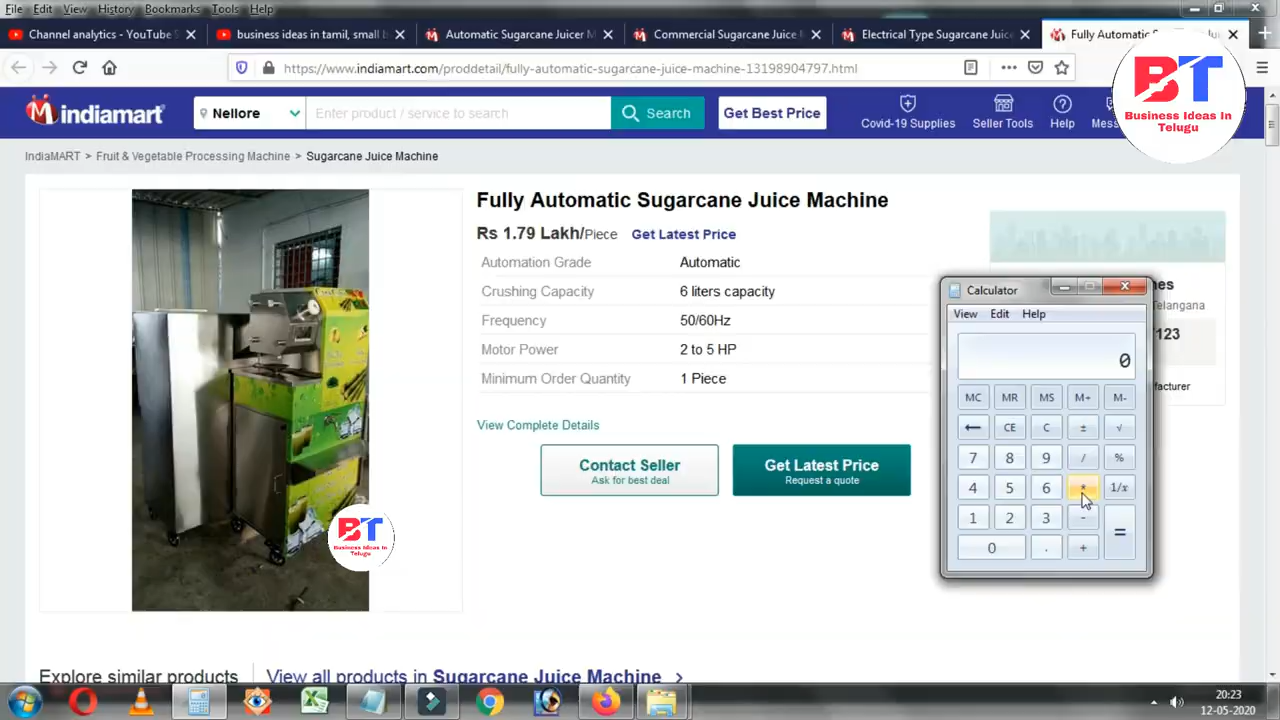 File Edit View History Bookmarks Tools Help
Channel analytics - YouTube S
business ideas in tamil, small b
Automatic Sugarcane Juicer M
Commercial Sugarcane Juice M
Electrical Type Sugarcane Juice
Fully Automatic
https://www.indiamart.com/proddetail/fully-automatic-sugarcane-juice-machine-13198904797.html
BT
Business Ideas In
Telugu
indiamart
Nellore
Enter product / service to search
Search
Get Best Price
Covid-19 Supplies
Seller Tools
Help
Mess
IndiaMART > Fruit & Vegetable Processing Machine > Sugarcane Juice Machine
Fully Automatic Sugarcane Juice Machine
Rs 1.79 Lakh/Piece Get Latest Price
Automation Grade Automatic
Crushing Capacity 6 liters capacity
Frequency 50/60Hz
Motor Power 2 to 5 HP
Minimum Order Quantity 1 Piece
View Complete Details
Contact Seller
Ask for best deal
Get Latest Price
Request a quote
nes
Telangana
123
facturer
Calculator
View Edit Help
0
MC MR MS M+ M-
← CE C ± √
7 8 9 / %
4 5 6 * 1/x
1 2 3 - =
0 . +
BT
Business Ideas In
Telugu
Explore similar products
View all products in Sugarcane Juice Machine >
20:23
12-05-2020